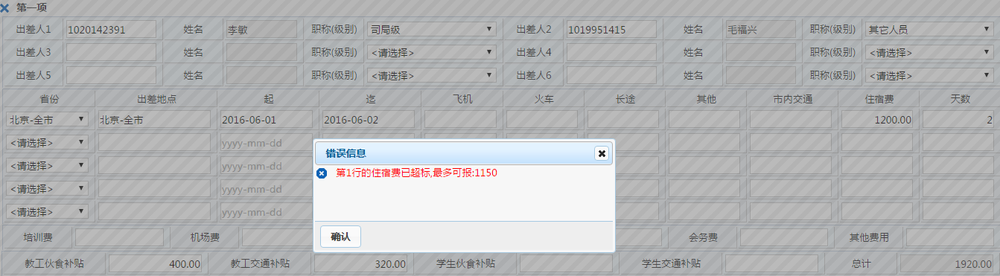 第一项
出差人1 1020142391 姓名 李敏 职称(级别) 司局级 出差人2 1019951415 姓名 毛福兴 职称(级别) 其它人员
出差人3 姓名 职称(级别) <请选择> 出差人4 姓名 职称(级别) <请选择>
出差人5 姓名 职称(级别) <请选择> 出差人6 姓名 职称(级别) <请选择>
省份 出差地点 起 迄 飞机 火车 长途 其他 市内交通 住宿费 天数
北京-全市 北京-全市 2016-06-01 2016-06-02 1200.00 2
<请选择> yyyy-mm-dd
错误信息
<请选择> yyyy-mm-dd
第1行的住宿费已超标,最多可报:1150
<请选择> yyyy-mm-dd
<请选择> yyyy-mm-dd
培训费 机场费 会务费 其他费用
确认
教工伙食补贴 400.00 教工交通补贴 320.00 学生伙食补贴 学生交通补贴 总计 1920.00